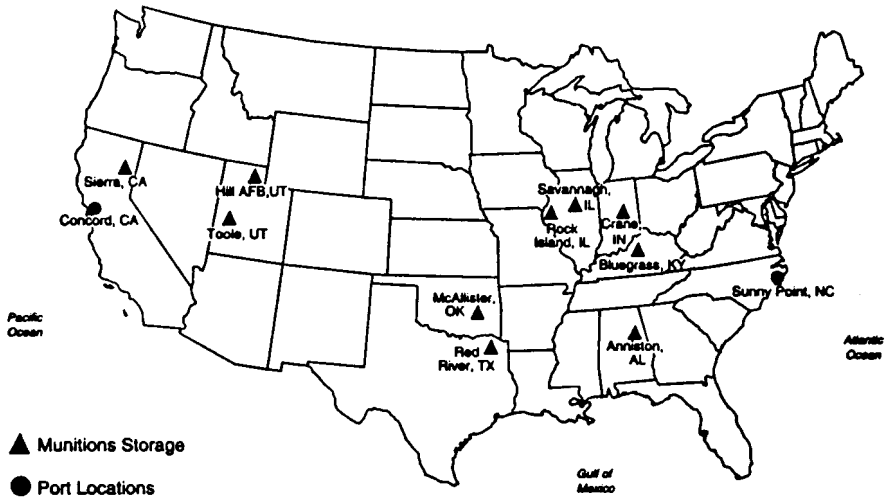 Sierra, CA
Concord, CA
Hill AFB,UT
Toole, UT
Savannagh,
IL
Rock
Island, IL
Crane,
IN
Bluegrass, KY
Sunny Point, NC
McAllister,
OK
Red
River, TX
Anniston,
AL
Pacific
Ocean
Atlantic
Ocean
Gulf of
Mexico
Munitions Storage
Port Locations